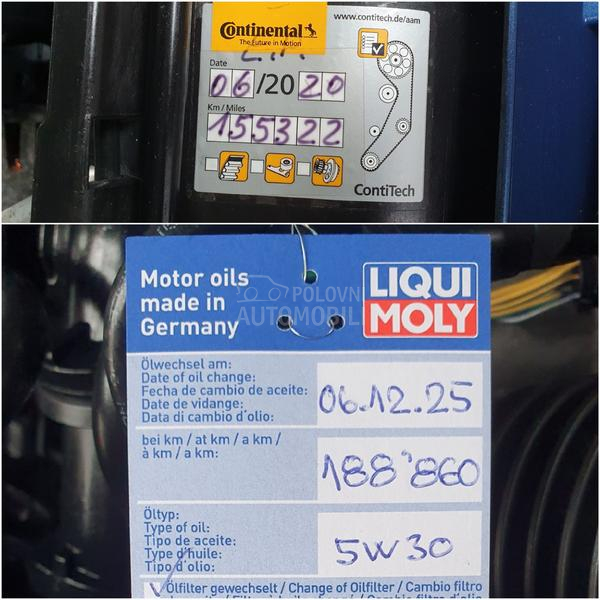 Continental
The Future in Motion
www.contitech.de/aam
Date
06/2020
Km / Miles
155322
ContiTech
Motor oils
made in
Germany
LIQUI
MOLY
POLOVNI
AUTOMOBILI
Ölwechsel am:
Date of oil change:
Fecha de cambio de aceite:
Date de vidange:
Data di cambio d'olio:
06.12.25
bei km / at km / a km /
à km / a km:
188'860
Öltyp:
Type of oil:
Tipo de aceite:
Type d'huile:
Tipo d'olio:
5W30
Ölfilter gewechselt / Change of Oilfilter / Cambio filtro